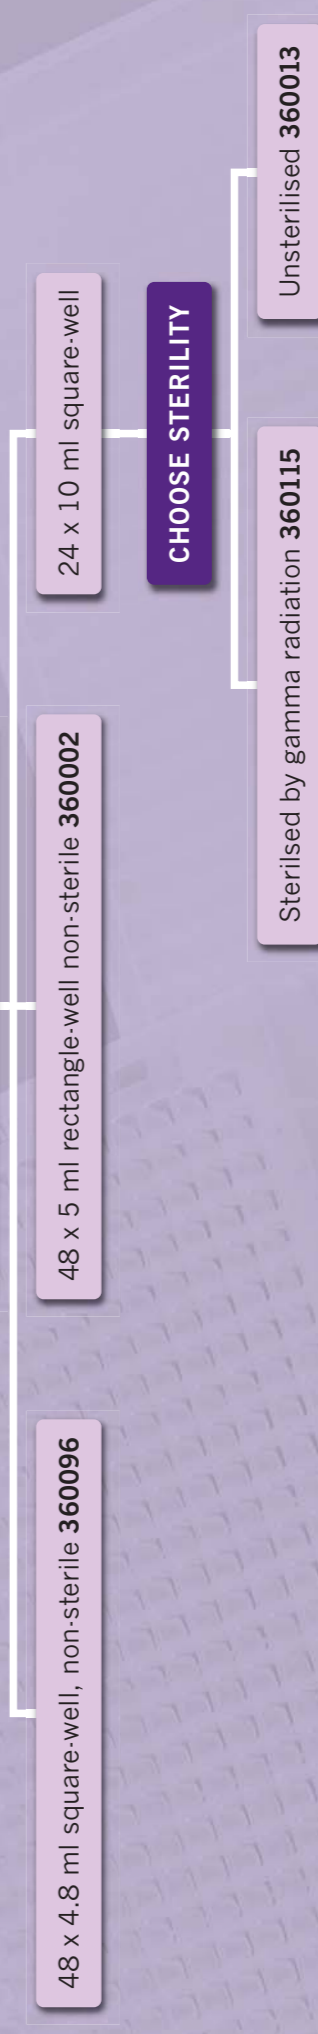 48 x 4.8 ml square-well, non-sterile 360096
48 x 5 ml rectangle-well non-sterile 360002
24 x 10 ml square-well
CHOOSE STERILITY
Sterilsed by gamma radiation 360115
Unsterilised 360013